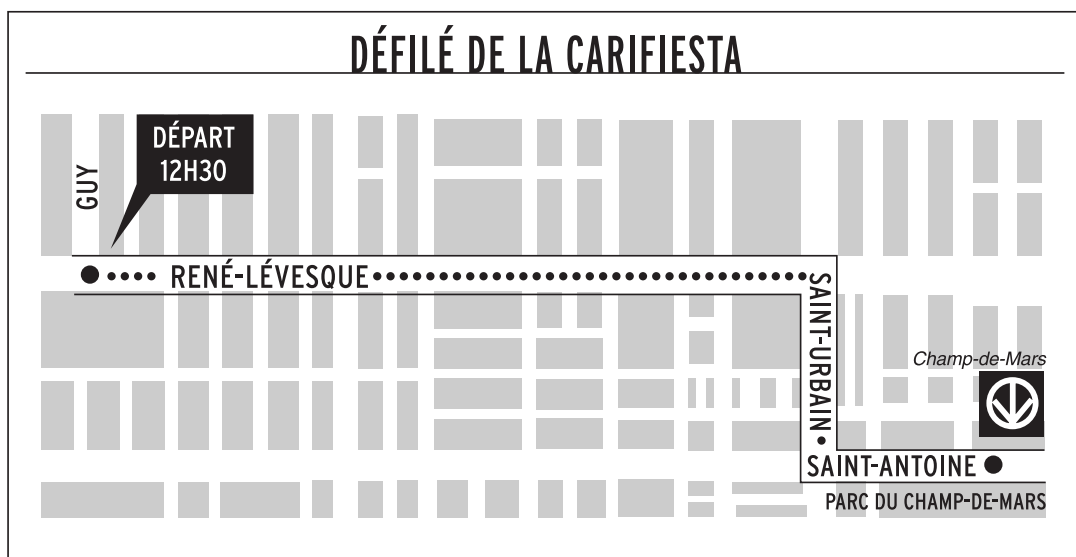 DÉFILÉ DE LA CARIFIESTA
DÉPART
12H30
GUY
RENÉ-LÉVESQUE
SAINT-URBAIN
Champ-de-Mars
SAINT-ANTOINE
PARC DU CHAMP-DE-MARS